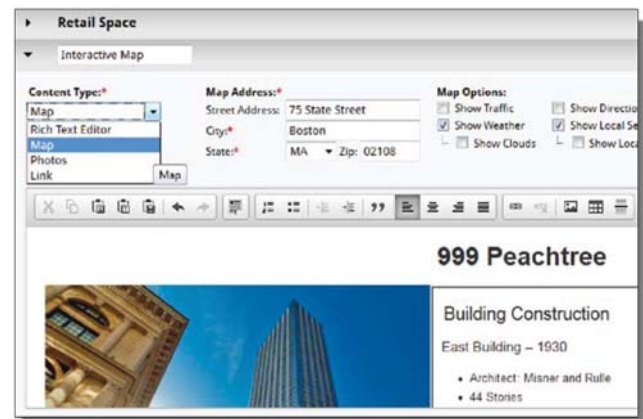 Retail Space
Interactive Map
Content Type:* Map Address:* Map Options:
Map Street Address: 75 State Street Show Traffic Show Directio
Rich Text Editor City:* Boston Show Weather Show Local Se
Map State:* MA Zip: 02108 Show Clouds Show Loca
Photos
Link Map
999 Peachtree
Building Construction
East Building – 1930
• Architect: Misner and Rulle
• 44 Stories